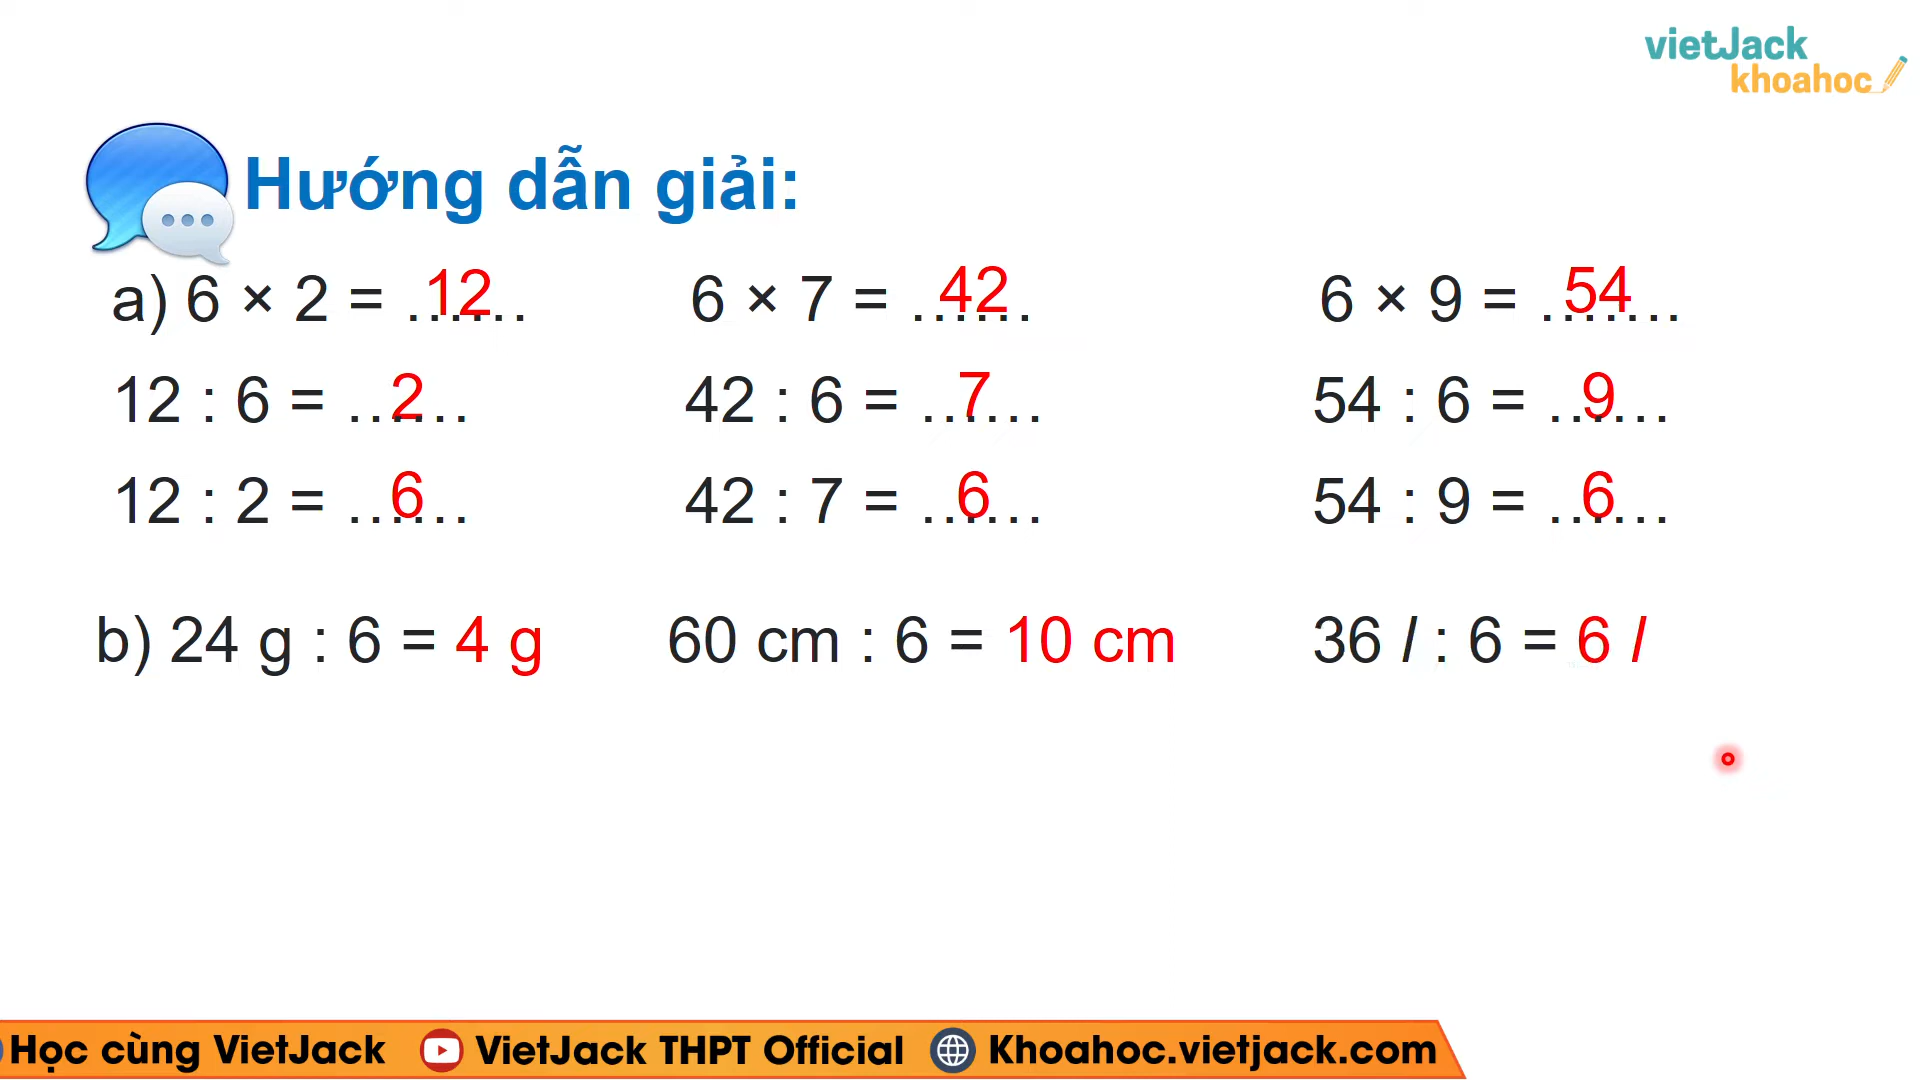 vietJack
khoahoc
Hướng dẫn giải:
a) 6 × 2 = ...12... 6 × 7 = ...42... 6 × 9 = ...54....
12 : 6 = ...2... 42 : 6 = ...7... 54 : 6 = ...9...
12 : 2 = ...6... 42 : 7 = ...6... 54 : 9 = ...6...
b) 24 g : 6 = 4 g 60 cm : 6 = 10 cm 36 l : 6 = 6 l
Học cùng VietJack VietJack THPT Official Khoahoc.vietjack.com